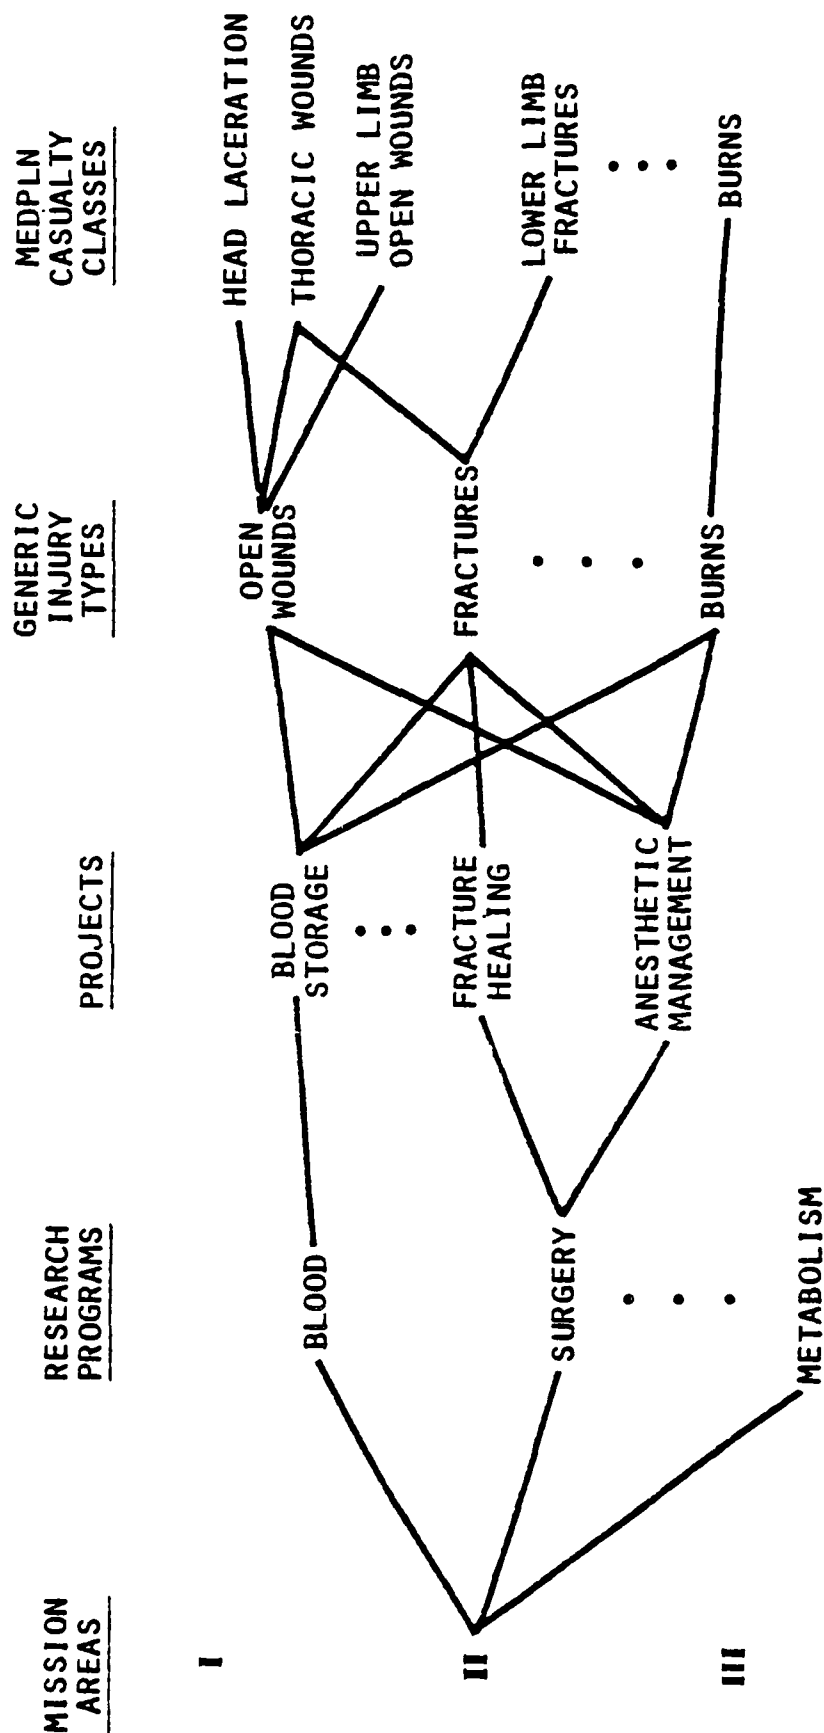 MISSION
AREAS
I
II
III
RESEARCH
PROGRAMS
BLOOD
SURGERY
METABOLISM
PROJECTS
BLOOD
STORAGE
FRACTURE
HEALING
ANESTHETIC
MANAGEMENT
GENERIC
INJURY
TYPES
OPEN
WOUNDS
FRACTURES
BURNS
MEDPLN
CASUALTY
CLASSES
HEAD LACERATION
THORACIC WOUNDS
UPPER LIMB
OPEN WOUNDS
LOWER LIMB
FRACTURES
BURNS